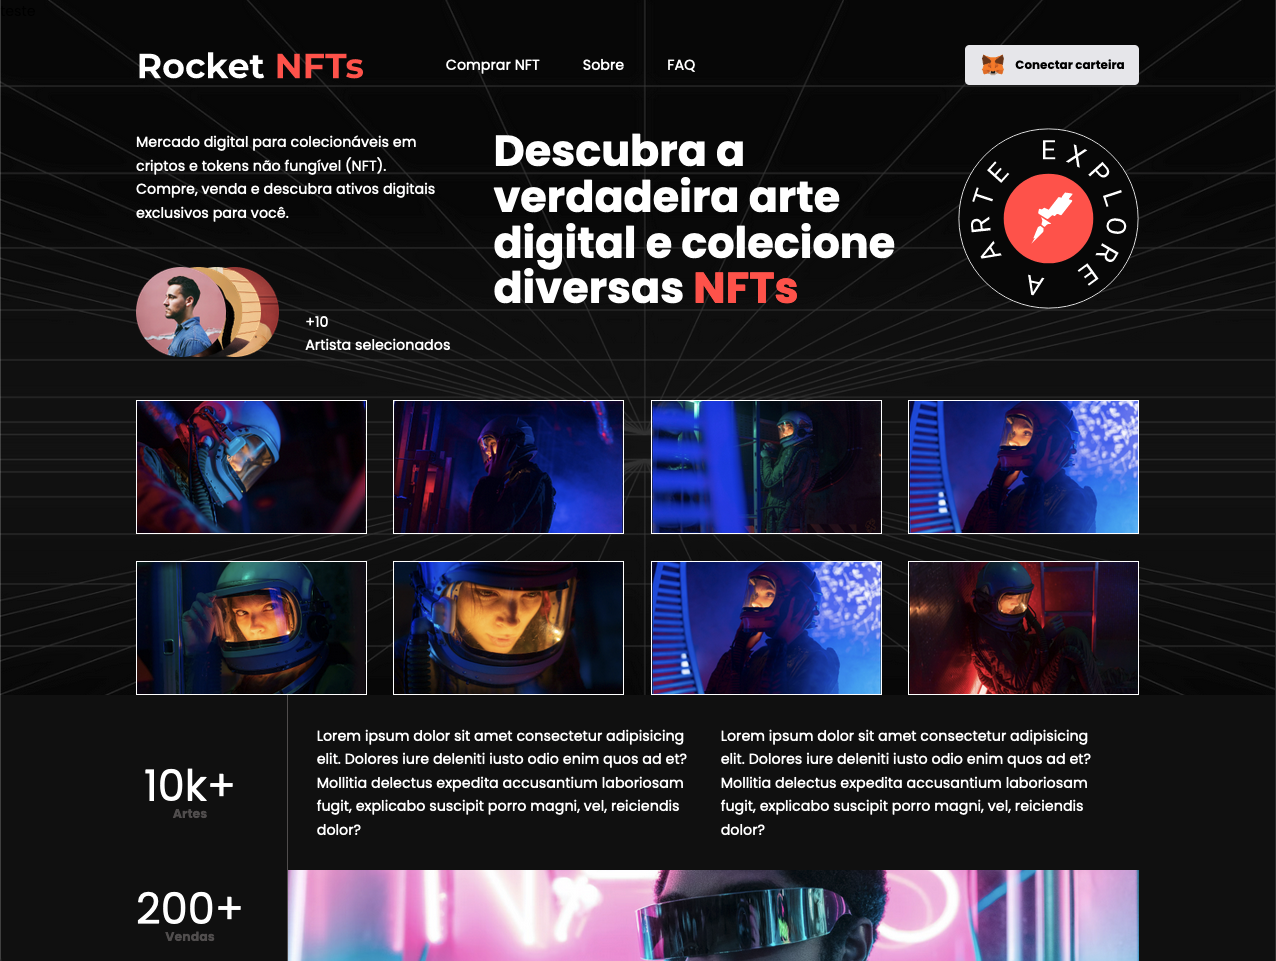 teste
Rocket NFTs
Comprar NFT
Sobre
FAQ
Conectar carteira
Mercado digital para colecionáveis em
criptos e tokens não fungível (NFT).
Compre, venda e descubra ativos digitais
exclusivos para você.
Descubra a
verdadeira arte
digital e colecione
diversas NFTs
EXPLORE A ARTE
+10
Artista selecionados
10k+
Artes
Lorem ipsum dolor sit amet consectetur adipisicing
elit. Dolores iure deleniti iusto odio enim quos ad et?
Mollitia delectus expedita accusantium laboriosam
fugit, explicabo suscipit porro magni, vel, reiciendis
dolor?
Lorem ipsum dolor sit amet consectetur adipisicing
elit. Dolores iure deleniti iusto odio enim quos ad et?
Mollitia delectus expedita accusantium laboriosam
fugit, explicabo suscipit porro magni, vel, reiciendis
dolor?
200+
Vendas